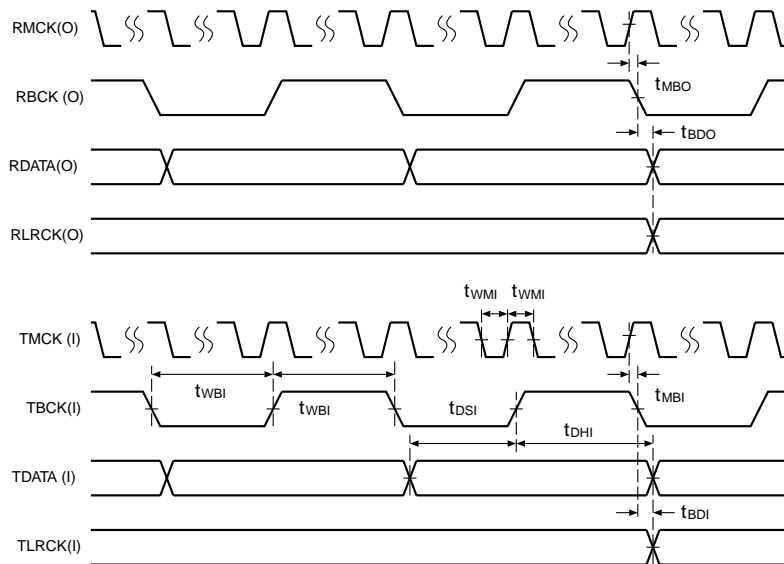 RMCK(O)
tMBO
RBCK (O)
tBDO
RDATA(O)
RLRCK(O)
tWMI tWMI
TMCK (I)
tWBI tWBI tDSI tMBI
TBCK(I)
tDHI
TDATA (I)
tBDI
TLRCK(I)